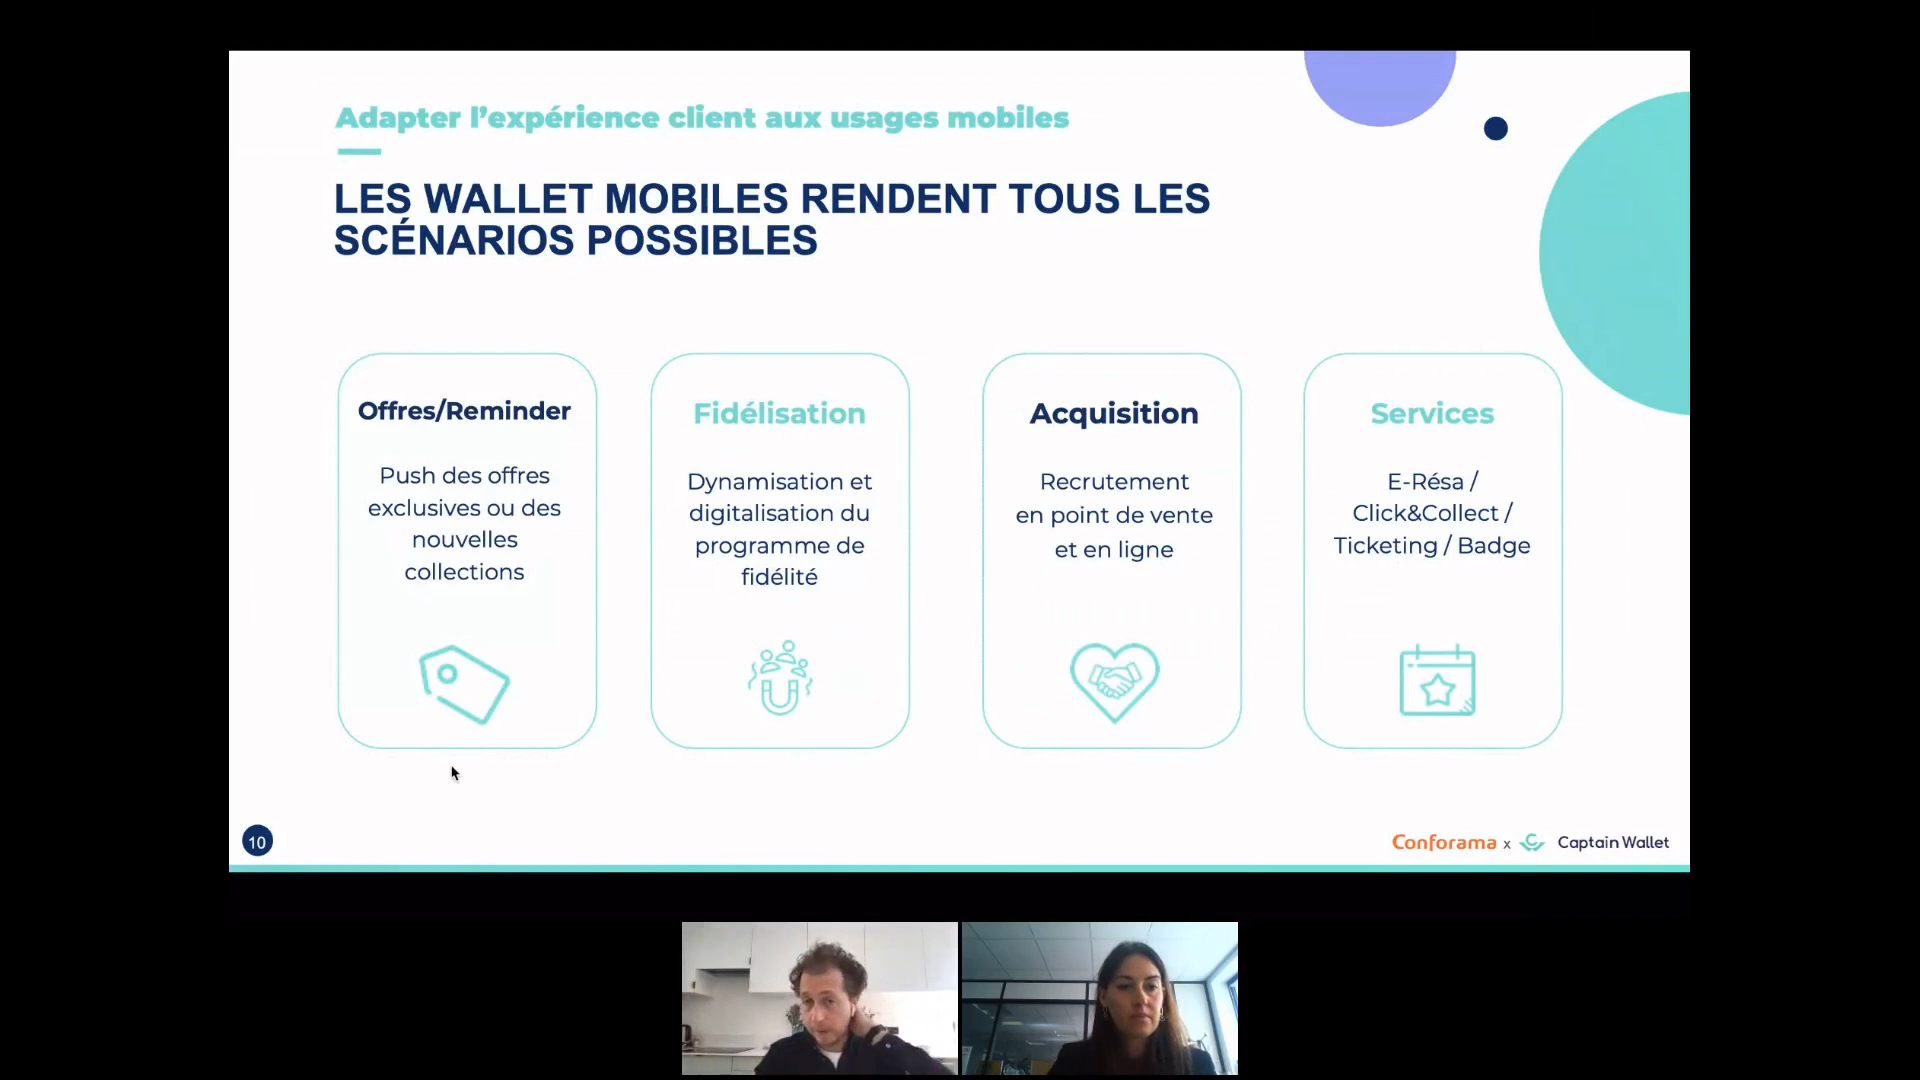 Adapter l'expérience client aux usages mobiles
LES WALLET MOBILES RENDENT TOUS LES
SCÉNARIOS POSSIBLES
Offres/Reminder
Push des offres
exclusives ou des
nouvelles
collections
Fidélisation
Dynamisation et
digitalisation du
programme de
fidélité
Acquisition
Recrutement
en point de vente
et en ligne
Services
E-Résa /
Click&Collect /
Ticketing / Badge
10
Conforama x Captain Wallet